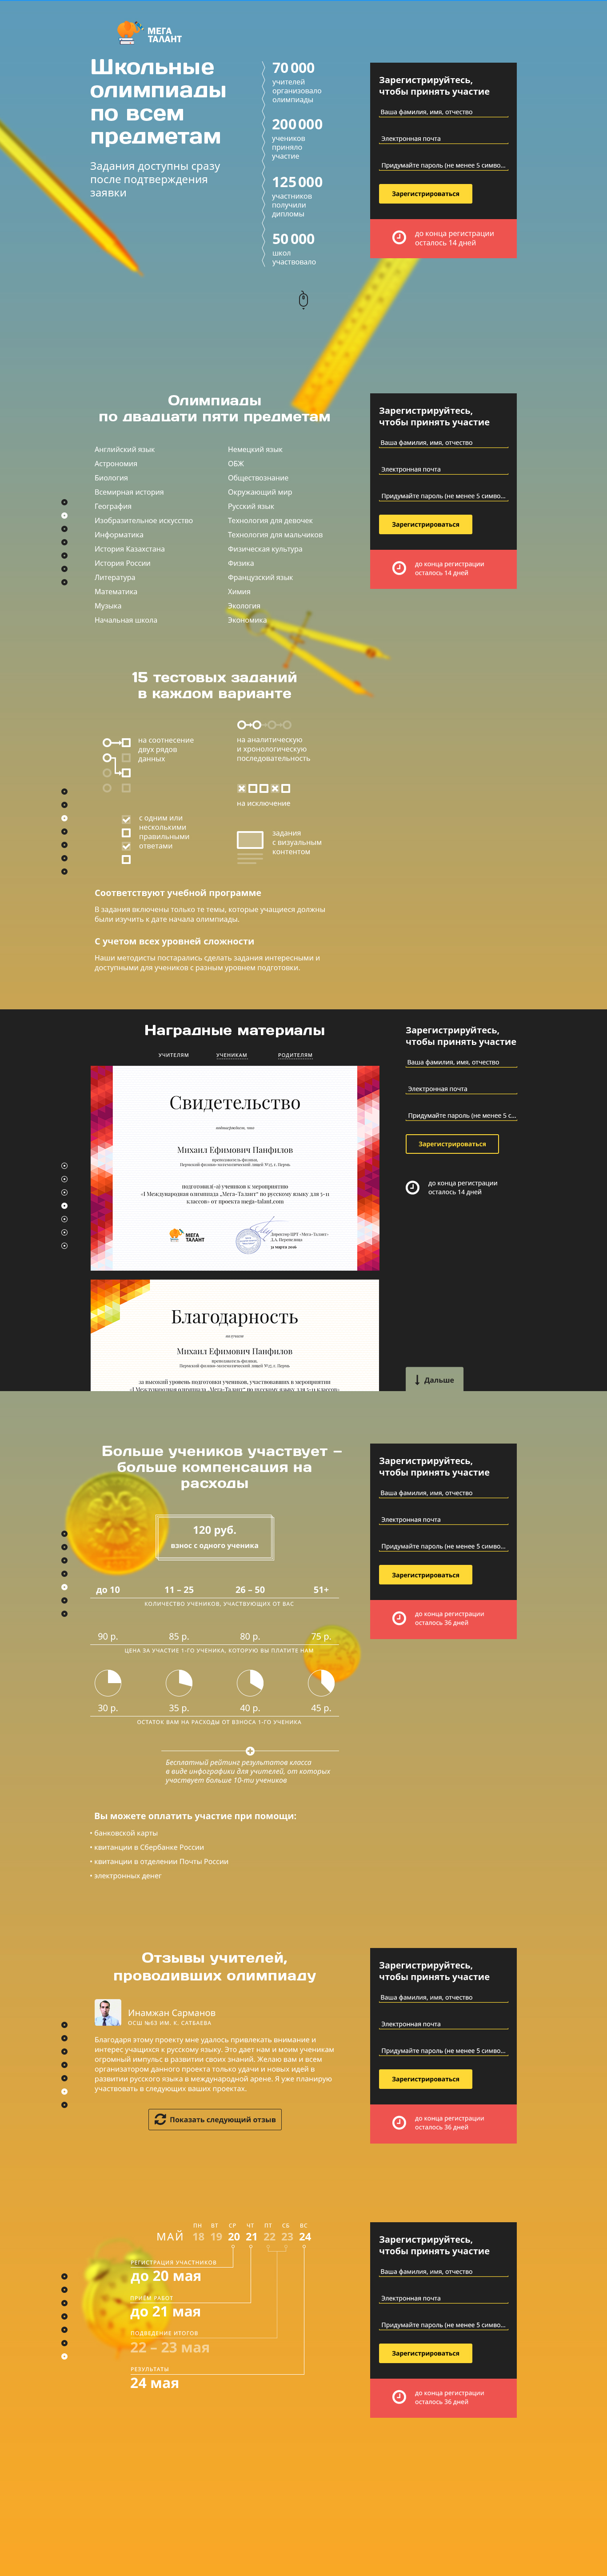 МЕГА
ТАЛАНТ
Школьные
олимпиады
по всем
предметам
Задания доступны сразу
после подтверждения
заявки
70 000
учителей
организовало
олимпиады
200 000
учеников
приняло
участие
125 000
участников
получили
дипломы
50 000
школ
участвовало
Зарегистрируйтесь,
чтобы принять участие
Ваша фамилия, имя, отчество
Электронная почта
Придумайте пароль (не менее 5 симво...
Зарегистрироваться
до конца регистрации
осталось 14 дней
Олимпиады
по двадцати пяти предметам
Английский язык
Астрономия
Биология
Всемирная история
География
Изобразительное искусство
Информатика
История Казахстана
История России
Литература
Математика
Музыка
Начальная школа
Немецкий язык
ОБЖ
Обществознание
Окружающий мир
Русский язык
Технология для девочек
Технология для мальчиков
Физическая культура
Физика
Французский язык
Химия
Экология
Экономика
Зарегистрируйтесь,
чтобы принять участие
Ваша фамилия, имя, отчество
Электронная почта
Придумайте пароль (не менее 5 симво...
Зарегистрироваться
до конца регистрации
осталось 14 дней
15 тестовых заданий
в каждом варианте
на соотнесение
двух рядов
данных
на аналитическую
и хронологическую
последовательность
на исключение
с одним или
несколькими
правильными
ответами
задания
с визуальным
контентом
Соответствуют учебной программе
В задания включены только те темы, которые учащиеся должны
были изучить к дате начала олимпиады.
С учетом всех уровней сложности
Наши методисты постарались сделать задания интересными и
доступными для учеников с разным уровнем подготовки.
Наградные материалы
УЧИТЕЛЯМ
УЧЕНИКАМ
РОДИТЕЛЯМ
Свидетельство
подтверждает, что
Михаил Ефимович Панфилов
преподаватель физики,
Пермский физико-математический лицей №17, г. Пермь
подготовил(-а) учеников к мероприятию
«I Международная олимпиада „Мега-Талант“ по русскому языку для 5-11
классов» от проекта mega-talant.com
МЕГА
ТАЛАНТ
Директор ЦРТ «Мега-Талант»
Л.А. Перепелица
21 марта 2016
Благодарность
получает
Михаил Ефимович Панфилов
преподаватель физики,
Пермский физико-математический лицей №17, г. Пермь
за высокий уровень подготовки учеников, участвовавших в мероприятии
«I Международная олимпиада „Мега-Талант“ по русскому языку для 5-11 классов»
Зарегистрируйтесь,
чтобы принять участие
Ваша фамилия, имя, отчество
Электронная почта
Придумайте пароль (не менее 5 с...
Зарегистрироваться
до конца регистрации
осталось 14 дней
Дальше
Больше учеников участвует –
больше компенсация на
расходы
120 руб.
взнос с одного ученика
до 10 11 – 25 26 – 50 51+
КОЛИЧЕСТВО УЧЕНИКОВ, УЧАСТВУЮЩИХ ОТ ВАС
90 р. 85 р. 80 р. 75 р.
ЦЕНА ЗА УЧАСТИЕ 1-ГО УЧЕНИКА, КОТОРУЮ ВЫ ПЛАТИТЕ НАМ
30 р. 35 р. 40 р. 45 р.
ОСТАТОК ВАМ НА РАСХОДЫ ОТ ВЗНОСА 1-ГО УЧЕНИКА
Бесплатный рейтинг результатов класса
в виде инфографики для учителей, от которых
участвует больше 10-ти учеников
Вы можете оплатить участие при помощи:
• банковской карты
• квитанции в Сбербанке России
• квитанции в отделении Почты России
• электронных денег
Зарегистрируйтесь,
чтобы принять участие
Ваша фамилия, имя, отчество
Электронная почта
Придумайте пароль (не менее 5 симво...
Зарегистрироваться
до конца регистрации
осталось 36 дней
Отзывы учителей,
проводивших олимпиаду
Инамжан Сарманов
ОСШ №63 ИМ. К. САТБАЕВА
Благодаря этому проекту мне удалось привлекать внимание и
интерес учащихся к русскому языку. Это дает нам и моим ученикам
огромный импульс в развитии своих знаний. Желаю вам и всем
организатором данного проекта только удачи и новых идей в
развитии русского языка в международной арене. Я уже планирую
участвовать в следующих ваших проектах.
Показать следующий отзыв
Зарегистрируйтесь,
чтобы принять участие
Ваша фамилия, имя, отчество
Электронная почта
Придумайте пароль (не менее 5 симво...
Зарегистрироваться
до конца регистрации
осталось 36 дней
ПН ВТ СР ЧТ ПТ СБ ВС
МАЙ 18 19 20 21 22 23 24
РЕГИСТРАЦИЯ УЧАСТНИКОВ
до 20 мая
ПРИЁМ РАБОТ
до 21 мая
ПОДВЕДЕНИЕ ИТОГОВ
22 – 23 мая
РЕЗУЛЬТАТЫ
24 мая
Зарегистрируйтесь,
чтобы принять участие
Ваша фамилия, имя, отчество
Электронная почта
Придумайте пароль (не менее 5 симво...
Зарегистрироваться
до конца регистрации
осталось 36 дней